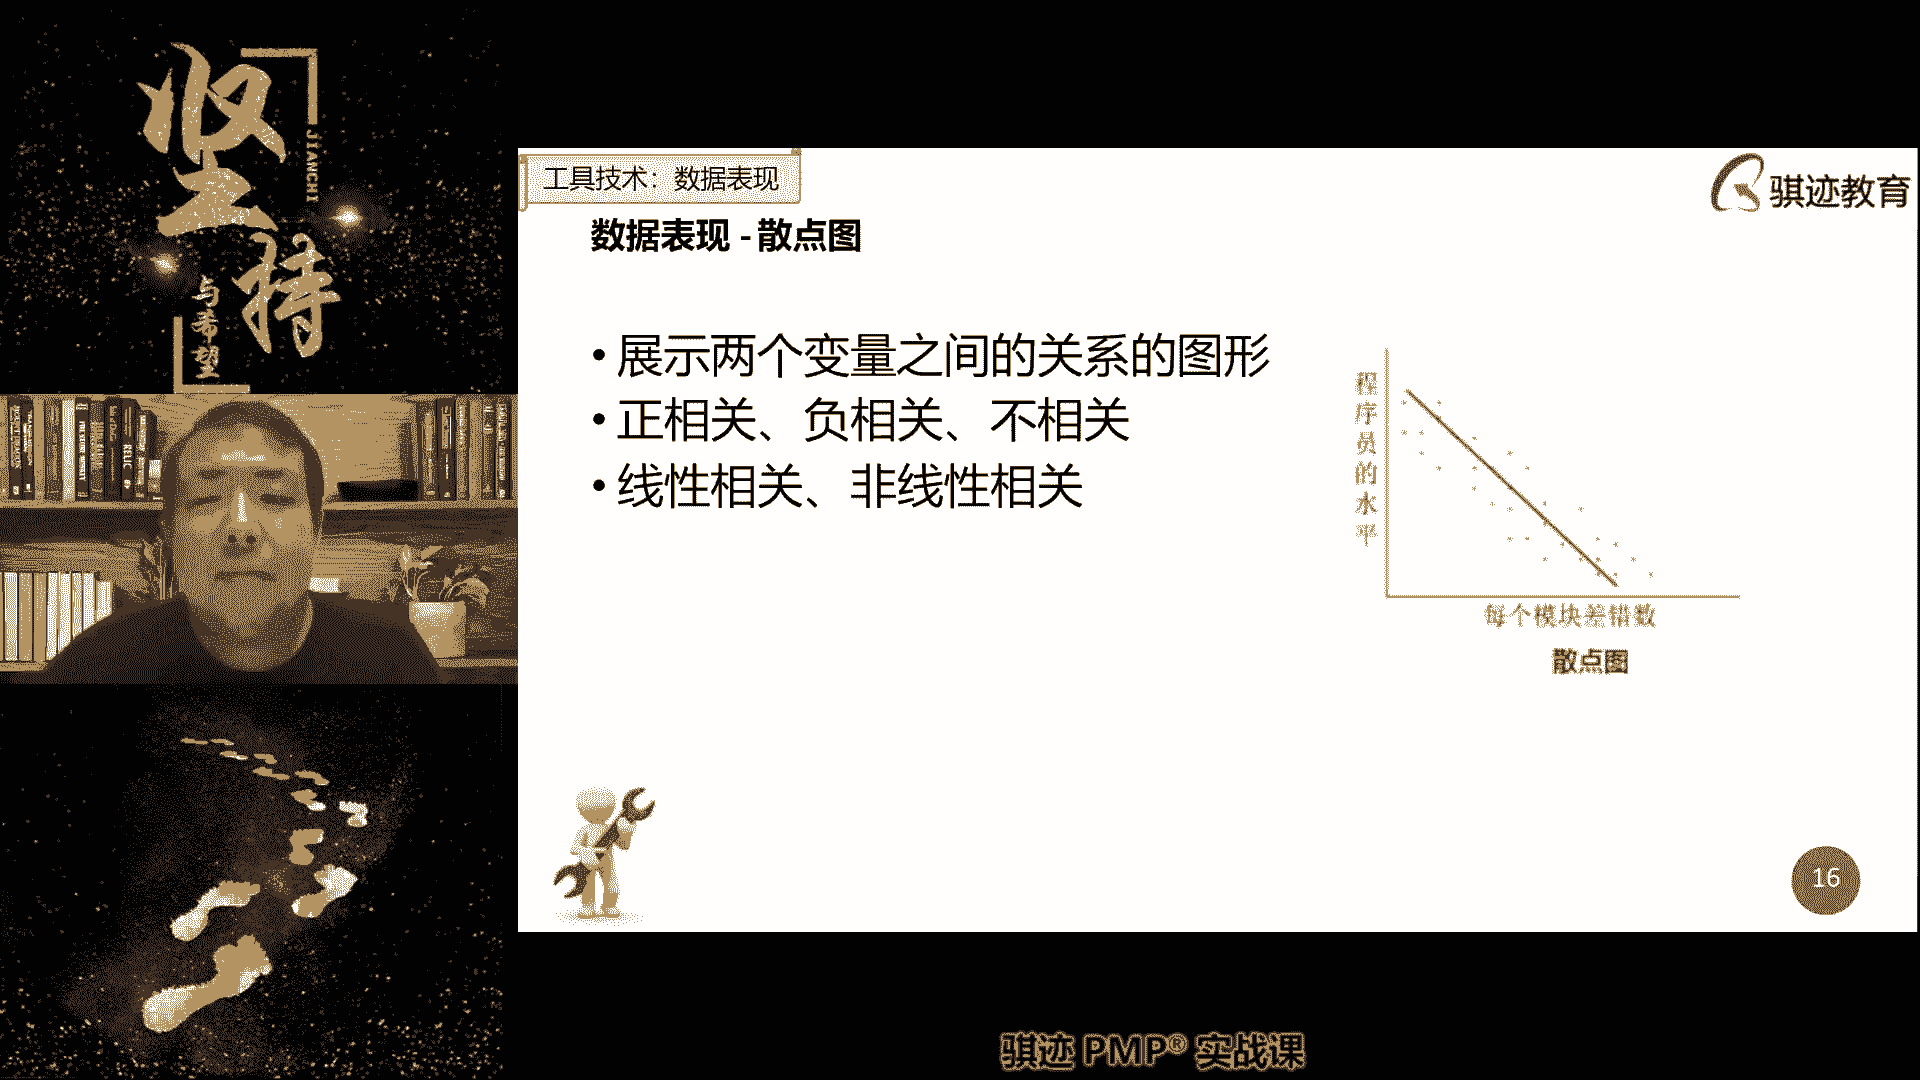 坚持
JIANCHI
与希望
RELIC
工具技术：数据表现
骐迹教育
数据表现 - 散点图
• 展示两个变量之间的关系的图形
• 正相关、负相关、不相关
• 线性相关、非线性相关
程序员的水平
每个模块差错数
散点图
16
骐迹 PMP® 实战课